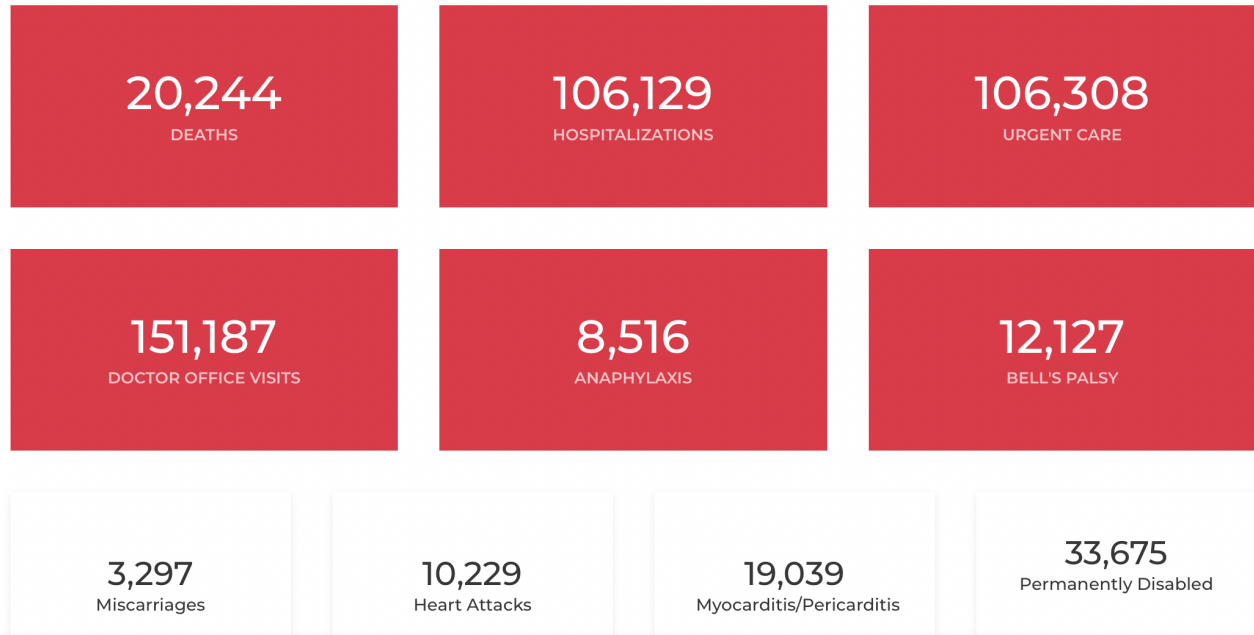 20,244
DEATHS
106,129
HOSPITALIZATIONS
106,308
URGENT CARE
151,187
DOCTOR OFFICE VISITS
8,516
ANAPHYLAXIS
12,127
BELL'S PALSY
3,297
Miscarriages
10,229
Heart Attacks
19,039
Myocarditis/Pericarditis
33,675
Permanently Disabled